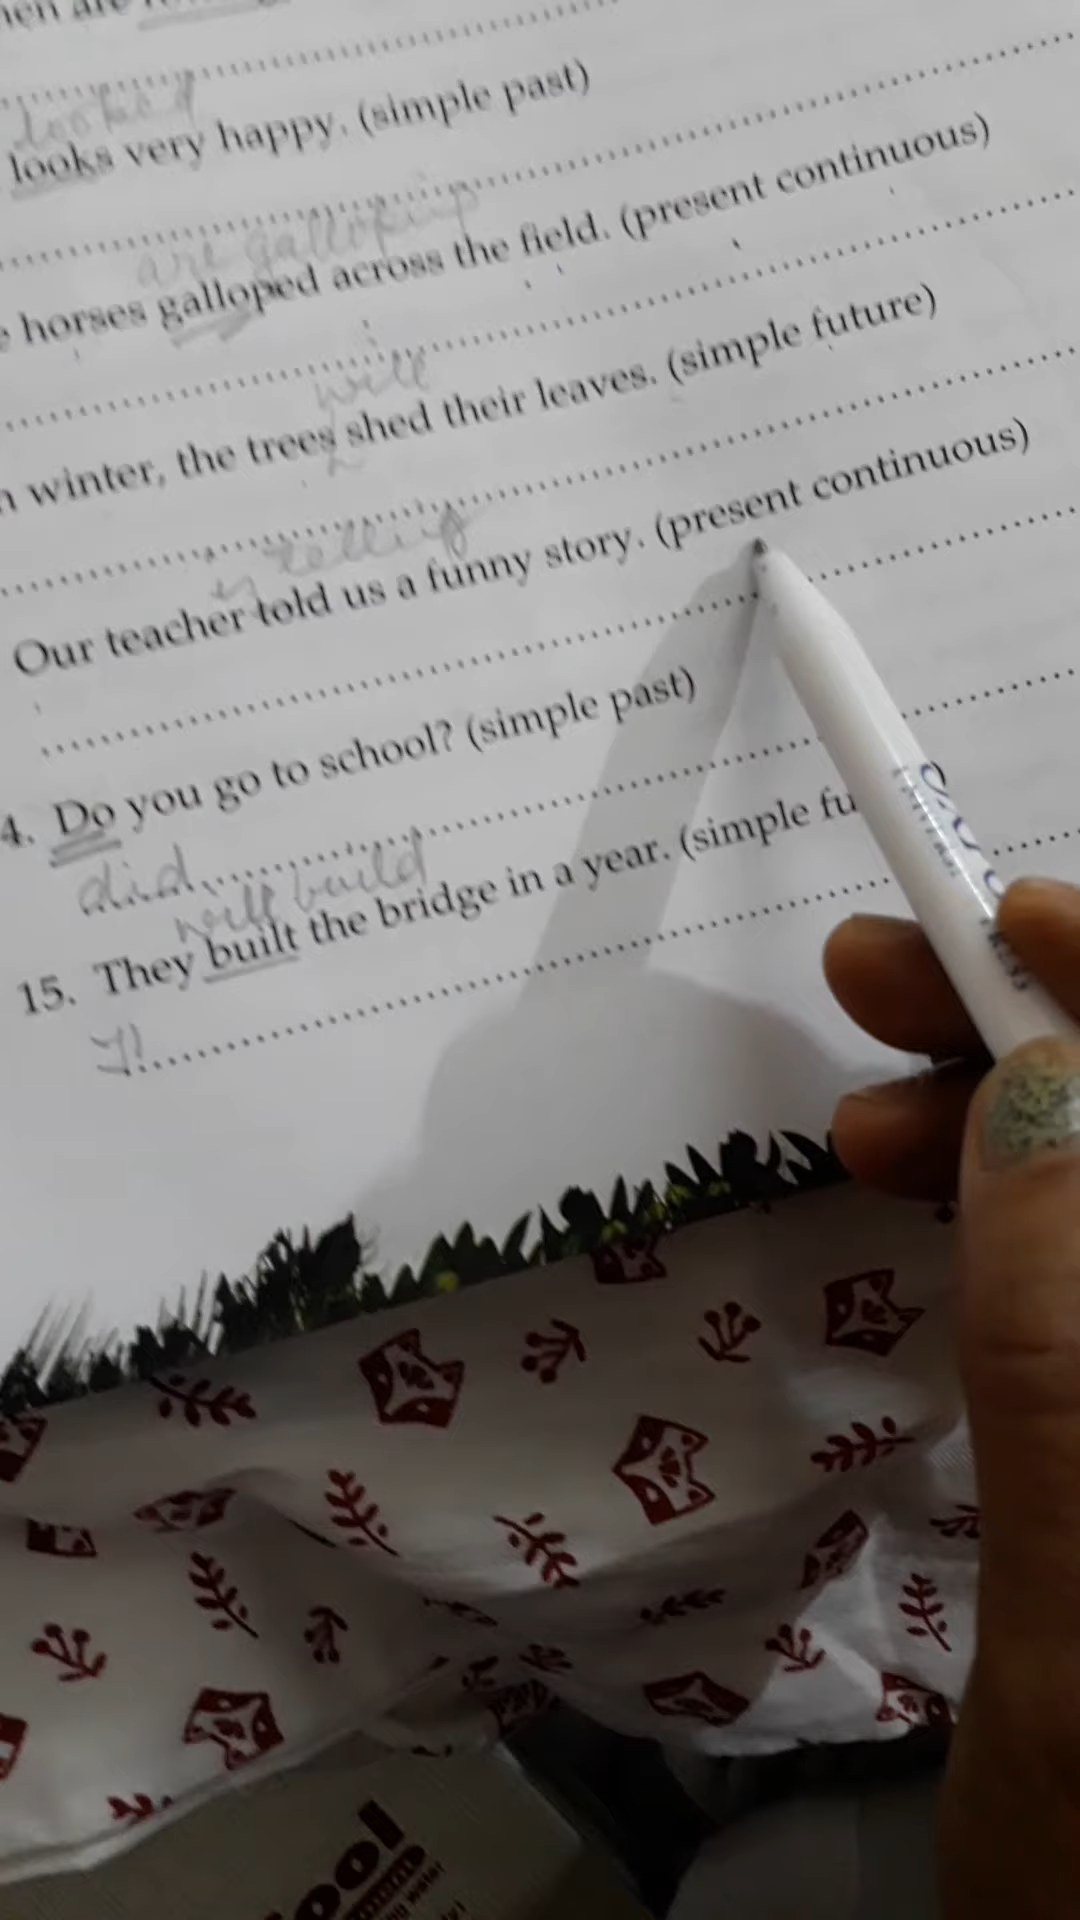 looked
looks very happy. (simple past)
are galloping
horses galloped across the field. (present continuous)
will
winter, the trees shed their leaves. (simple future)
telling
Our teacher told us a funny story. (present continuous)
4. Do you go to school? (simple past)
did
will build
15. They built the bridge in a year. (simple fu